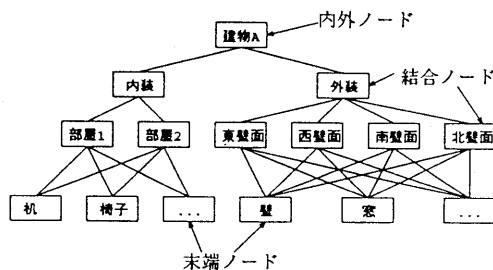 建物A
内外ノード
内装
外装
結合ノード
部屋1
部屋2
東壁面
西壁面
南壁面
北壁面
机
椅子
...
壁
窓
...
末端ノード